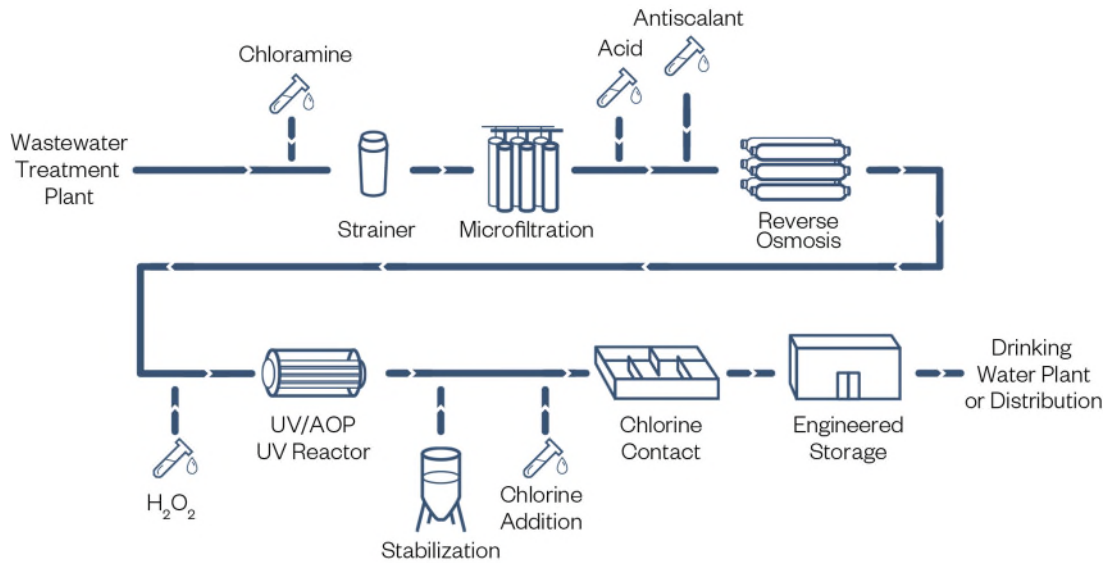 Antiscalant
Acid
Chloramine
Wastewater
Treatment
Plant
Strainer
Microfiltration
Reverse
Osmosis
Drinking
Water Plant
or Distribution
UV/AOP
UV Reactor
Chlorine
Contact
Engineered
Storage
H₂O₂
Chlorine
Addition
Stabilization